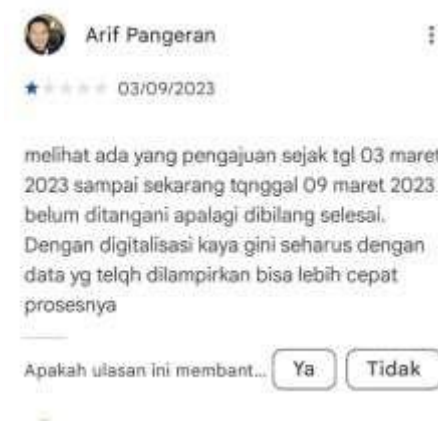 Arif Pangeran
03/09/2023
melihat ada yang pengajuan sejak tgl 03 maret
2023 sampai sekarang tqnggal 09 maret 2023
belum ditangani apalagi dibilang selesai.
Dengan digitalisasi kaya gini seharus dengan
data yg telqh dilampirkan bisa lebih cepat
prosesnya
Apakah ulasan ini membant... Ya Tidak